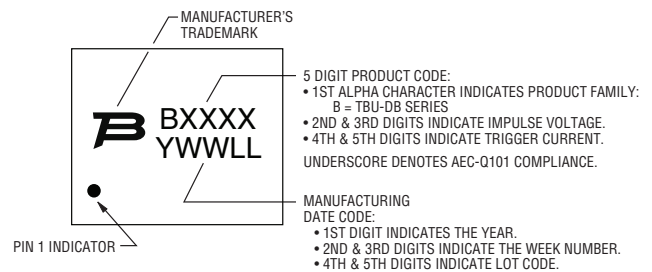 MANUFACTURER'S
TRADEMARK
5 DIGIT PRODUCT CODE:
• 1ST ALPHA CHARACTER INDICATES PRODUCT FAMILY:
B = TBU-DB SERIES
• 2ND & 3RD DIGITS INDICATE IMPULSE VOLTAGE.
• 4TH & 5TH DIGITS INDICATE TRIGGER CURRENT.
UNDERSCORE DENOTES AEC-Q101 COMPLIANCE.
BXXXX
YWWLL
MANUFACTURING
DATE CODE:
• 1ST DIGIT INDICATES THE YEAR.
• 2ND & 3RD DIGITS INDICATE THE WEEK NUMBER.
• 4TH & 5TH DIGITS INDICATE LOT CODE.
PIN 1 INDICATOR